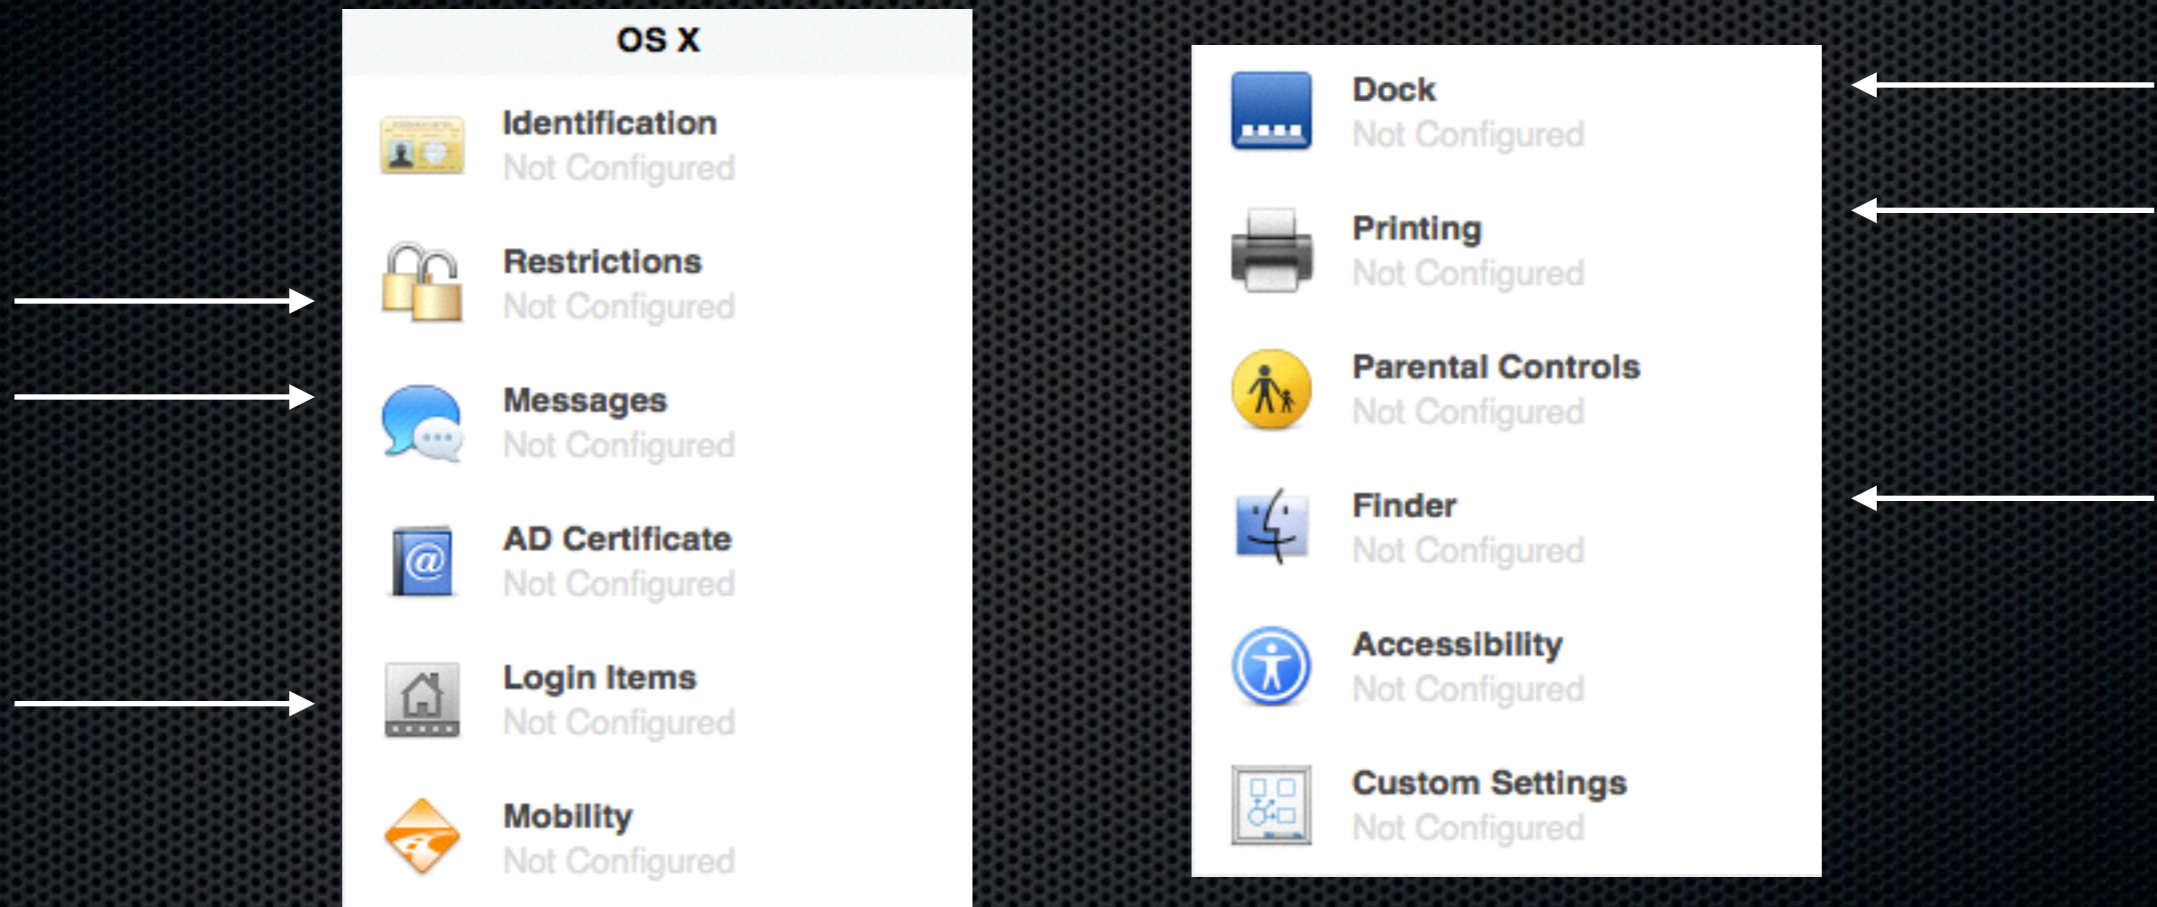 OS X
Identification
Not Configured
Restrictions
Not Configured
Messages
Not Configured
AD Certificate
Not Configured
Login Items
Not Configured
Mobility
Not Configured
Dock
Not Configured
Printing
Not Configured
Parental Controls
Not Configured
Finder
Not Configured
Accessibility
Not Configured
Custom Settings
Not Configured